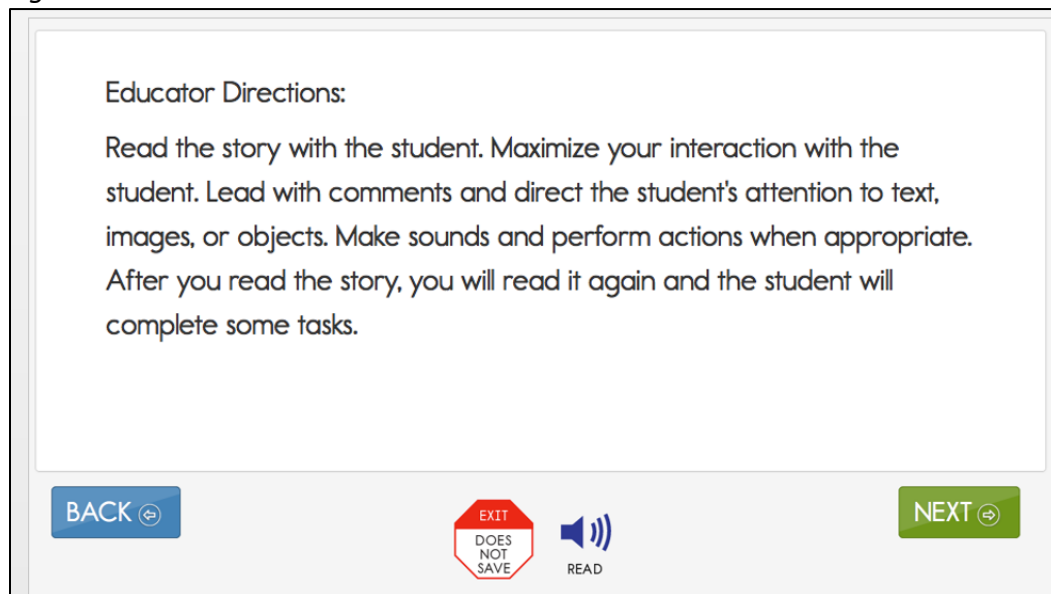 Educator Directions:
Read the story with the student. Maximize your interaction with the
student. Lead with comments and direct the student's attention to text,
images, or objects. Make sounds and perform actions when appropriate.
After you read the story, you will read it again and the student will
complete some tasks.
BACK
EXIT
DOES
NOT
SAVE
READ
NEXT